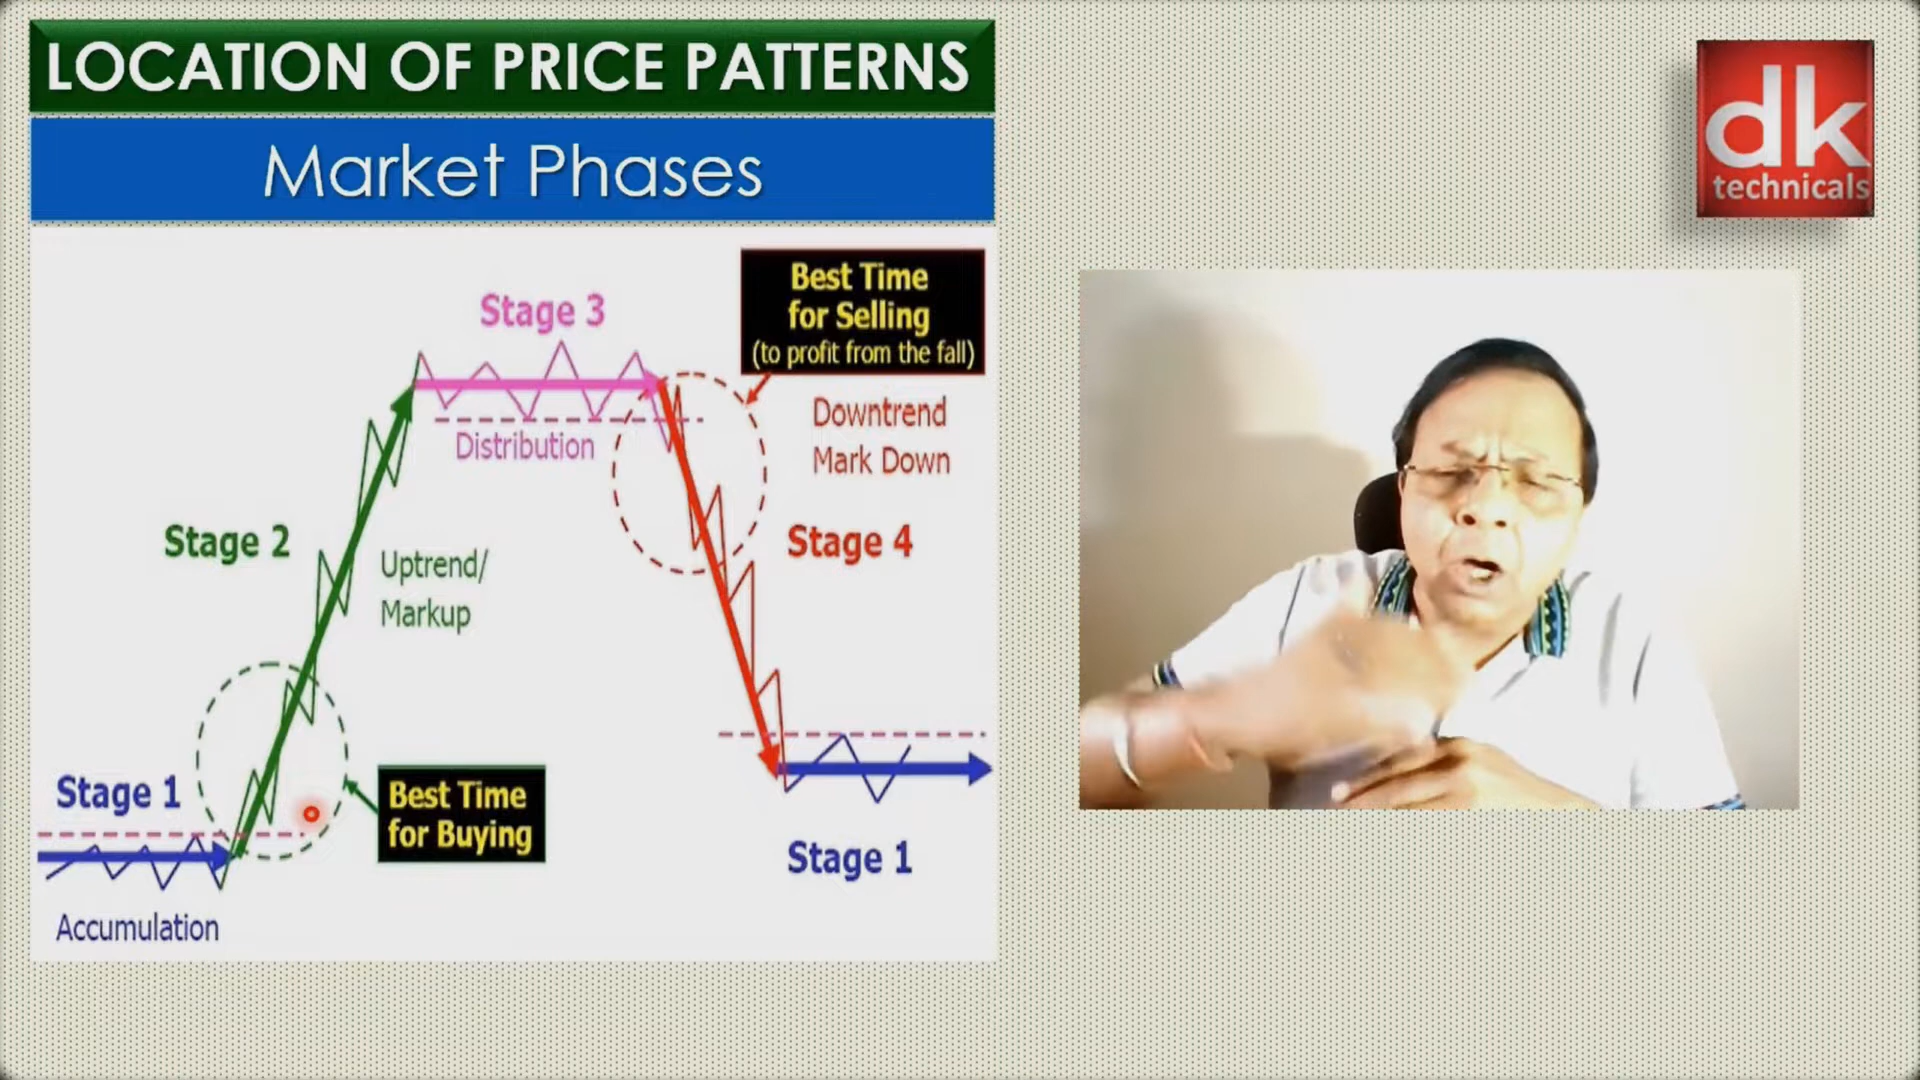 LOCATION OF PRICE PATTERNS
Market Phases
dk
technicals
Best Time
for Selling
(to profit from the fall)
Stage 3
Distribution
Downtrend
Mark Down
Stage 2
Uptrend/
Markup
Stage 4
Stage 1
Best Time
for Buying
Accumulation
Stage 1